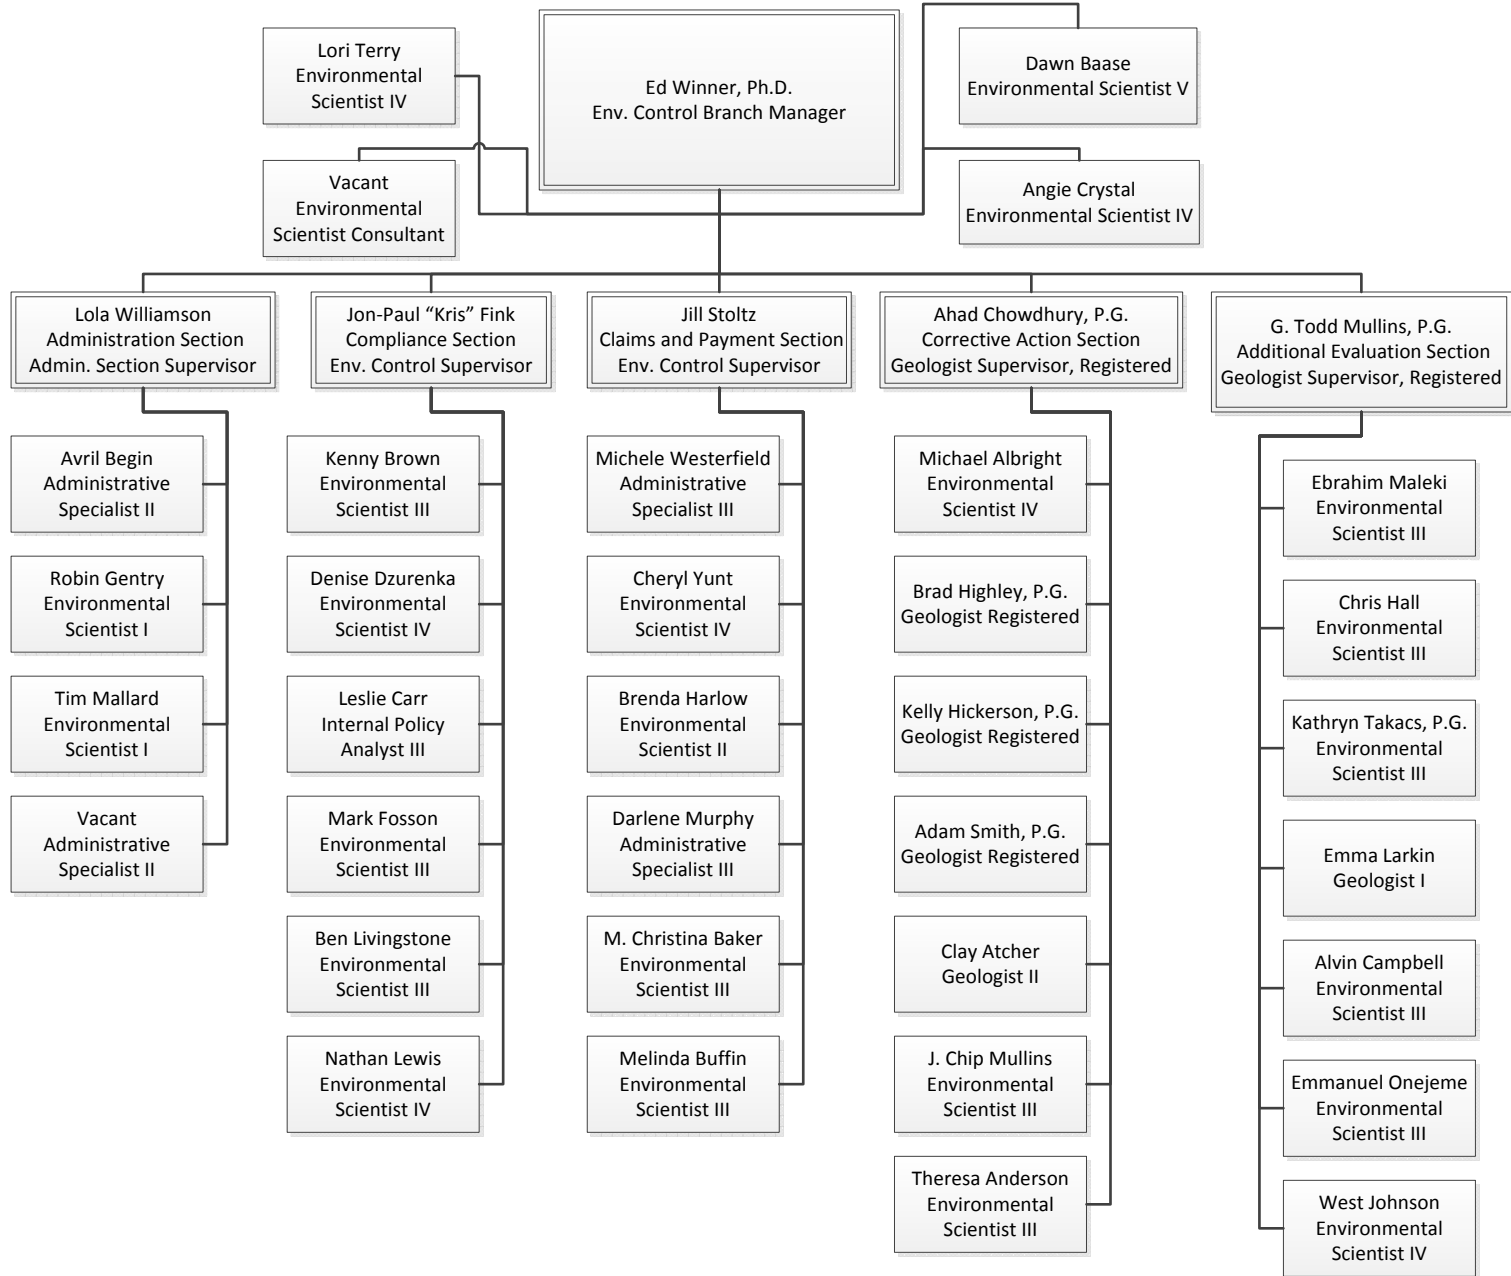 Lori Terry
Environmental
Scientist IV
Ed Winner, Ph.D.
Env. Control Branch Manager
Dawn Baase
Environmental Scientist V
Vacant
Environmental
Scientist Consultant
Angie Crystal
Environmental Scientist IV
Lola Williamson
Administration Section
Admin. Section Supervisor
Jon-Paul “Kris” Fink
Compliance Section
Env. Control Supervisor
Jill Stoltz
Claims and Payment Section
Env. Control Supervisor
Ahad Chowdhury, P.G.
Corrective Action Section
Geologist Supervisor, Registered
G. Todd Mullins, P.G.
Additional Evaluation Section
Geologist Supervisor, Registered
Avril Begin
Administrative
Specialist II
Robin Gentry
Environmental
Scientist I
Tim Mallard
Environmental
Scientist I
Vacant
Administrative
Specialist II
Kenny Brown
Environmental
Scientist III
Denise Dzurenka
Environmental
Scientist IV
Leslie Carr
Internal Policy
Analyst III
Mark Fosson
Environmental
Scientist III
Ben Livingstone
Environmental
Scientist III
Nathan Lewis
Environmental
Scientist IV
Michele Westerfield
Administrative
Specialist III
Cheryl Yunt
Environmental
Scientist IV
Brenda Harlow
Environmental
Scientist II
Darlene Murphy
Administrative
Specialist III
M. Christina Baker
Environmental
Scientist III
Melinda Buffin
Environmental
Scientist III
Michael Albright
Environmental
Scientist IV
Brad Highley, P.G.
Geologist Registered
Kelly Hickerson, P.G.
Geologist Registered
Adam Smith, P.G.
Geologist Registered
Clay Atcher
Geologist II
J. Chip Mullins
Environmental
Scientist III
Theresa Anderson
Environmental
Scientist III
Ebrahim Maleki
Environmental
Scientist III
Chris Hall
Environmental
Scientist III
Kathryn Takacs, P.G.
Environmental
Scientist III
Emma Larkin
Geologist I
Alvin Campbell
Environmental
Scientist III
Emmanuel Onejeme
Environmental
Scientist III
West Johnson
Environmental
Scientist IV